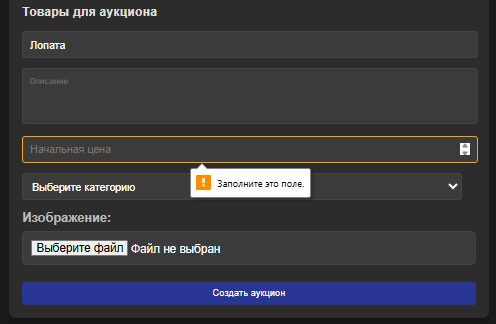 Товары для аукциона
Лопата
Описание
Начальная цена
Заполните это поле.
Выберите категорию
Изображение:
Выберите файл Файл не выбран
Создать аукцион